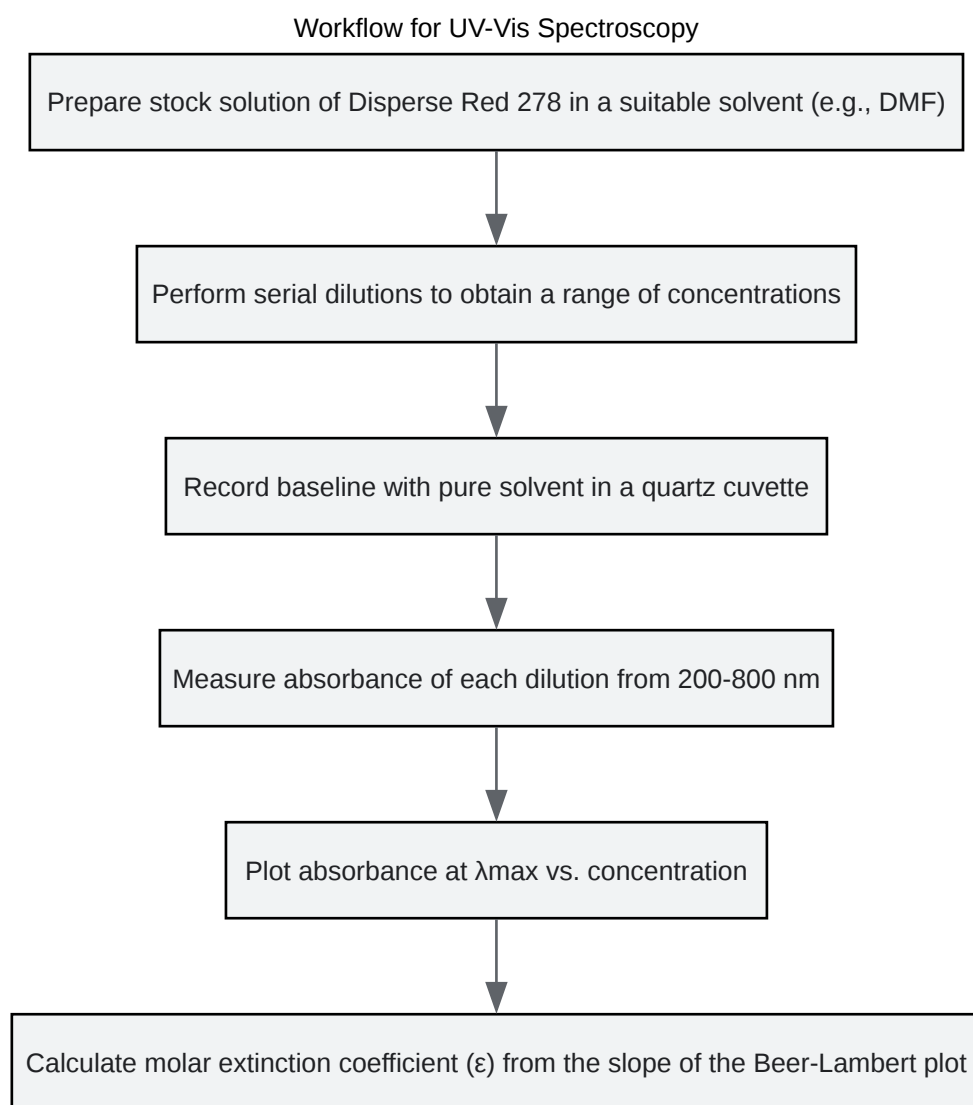 Workflow for UV-Vis Spectroscopy
Prepare stock solution of Disperse Red 278 in a suitable solvent (e.g., DMF)
Perform serial dilutions to obtain a range of concentrations
Record baseline with pure solvent in a quartz cuvette
Measure absorbance of each dilution from 200-800 nm
Plot absorbance at λmax vs. concentration
Calculate molar extinction coefficient (ε) from the slope of the Beer-Lambert plot